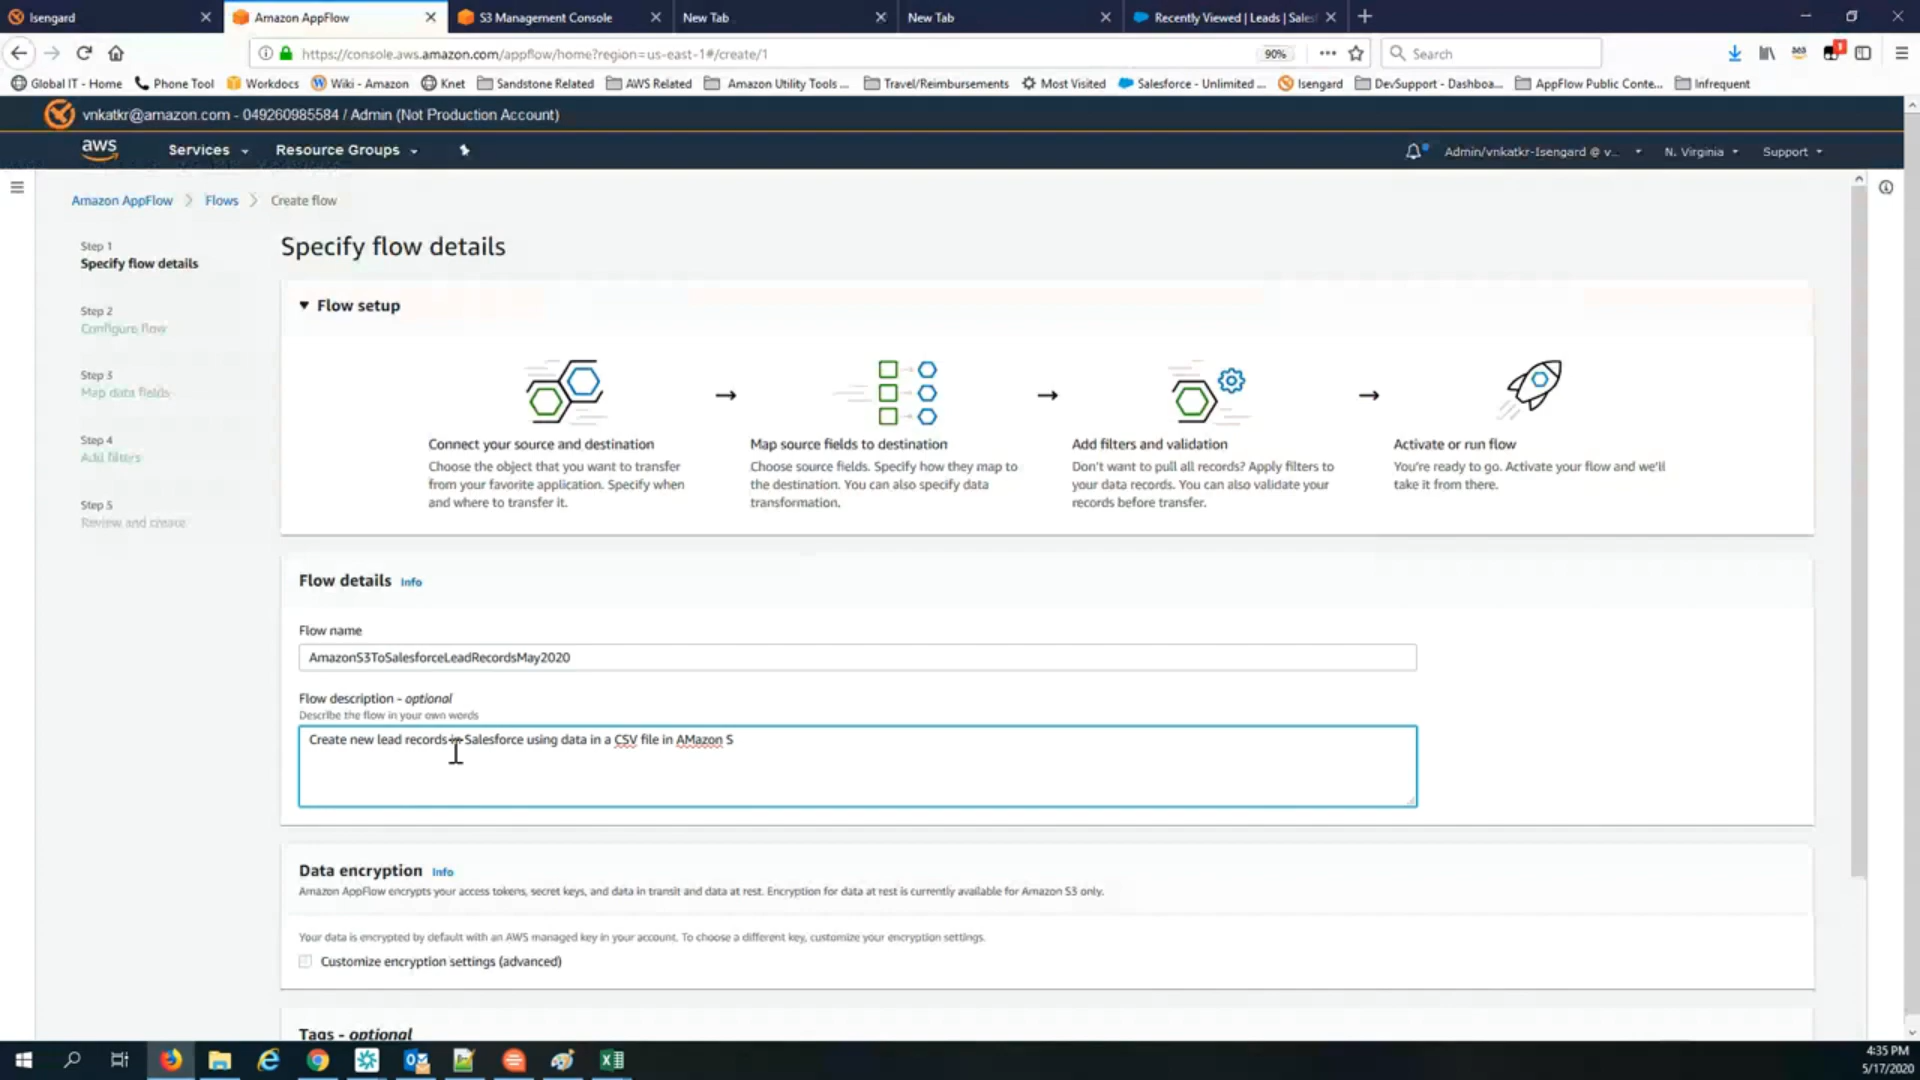 Isengard
Amazon AppFlow
S3 Management Console
New Tab
New Tab
Recently Viewed | Leads | Sales
https://console.aws.amazon.com/appflow/home?region=us-east-1#/create/1
90%
Search
Global IT - Home
Phone Tool
Workdocs
Wiki - Amazon
Knet
Sandstone Related
AWS Related
Amazon Utility Tools ...
Travel/Reimbursements
Most Visited
Salesforce - Unlimited ...
Isengard
DevSupport - Dashboa...
AppFlow Public Conte...
Infrequent
vnkatkr@amazon.com - 049260985584 / Admin (Not Production Account)
aws
Services
Resource Groups
Admin/vnkatkr-Isengard @ v...
N. Virginia
Support
Amazon AppFlow
Flows
Create flow
Step 1
Specify flow details
Step 2
Configure flow
Step 3
Map data fields
Step 4
Add filters
Step 5
Review and create
Specify flow details
Flow setup
Connect your source and destination
Choose the object that you want to transfer
from your favorite application. Specify when
and where to transfer it.
Map source fields to destination
Choose source fields. Specify how they map to
the destination. You can also specify data
transformation.
Add filters and validation
Don't want to pull all records? Apply filters to
your data records. You can also validate your
records before transfer.
Activate or run flow
You're ready to go. Activate your flow and we'll
take it from there.
Flow details Info
Flow name
AmazonS3ToSalesforceLeadRecordsMay2020
Flow description - optional
Describe the flow in your own words
Create new lead records in Salesforce using data in a CSV file in AMazon S
Data encryption Info
Amazon AppFlow encrypts your access tokens, secret keys, and data in transit and data at rest. Encryption for data at rest is currently available for Amazon S3 only.
Your data is encrypted by default with an AWS managed key in your account. To choose a different key, customize your encryption settings.
Customize encryption settings (advanced)
Tags - optional
4:35 PM
5/17/2020